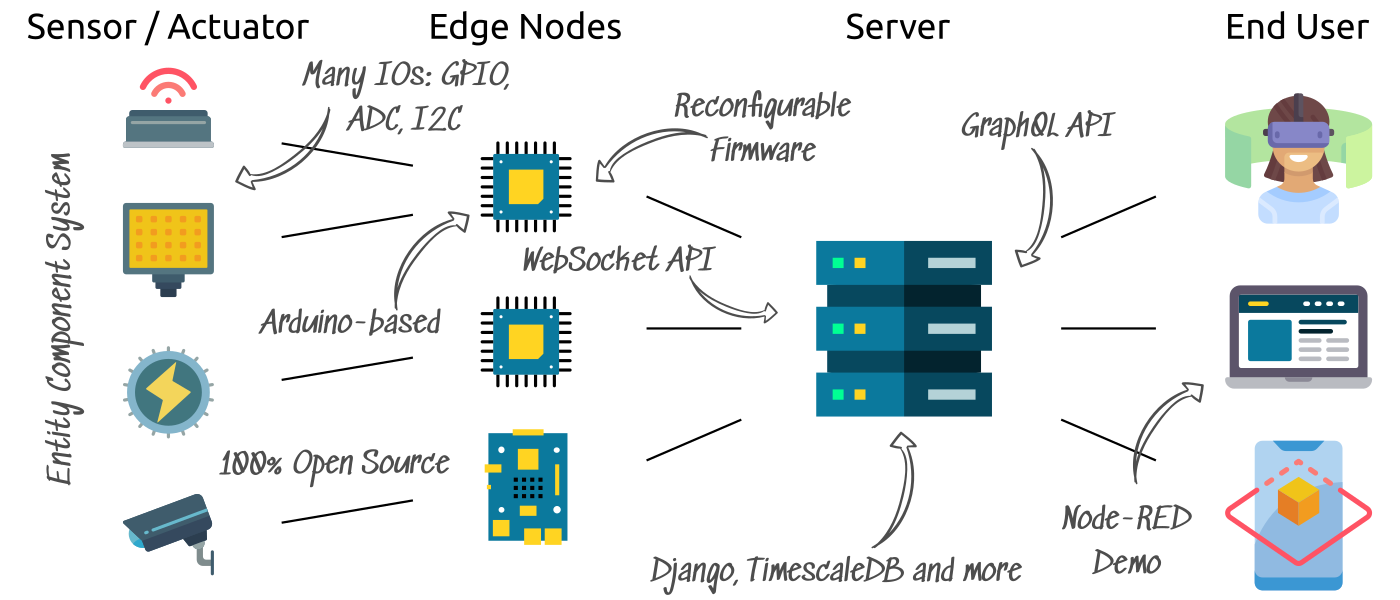 Sensor / Actuator
Edge Nodes
Server
End User
Many IOs: GPIO,
ADC, I2C
Reconfigurable
Firmware
GraphQL API
Entity Component System
WebSocket API
Arduino-based
100% Open Source
Node-RED
Demo
Django, TimescaleDB and more